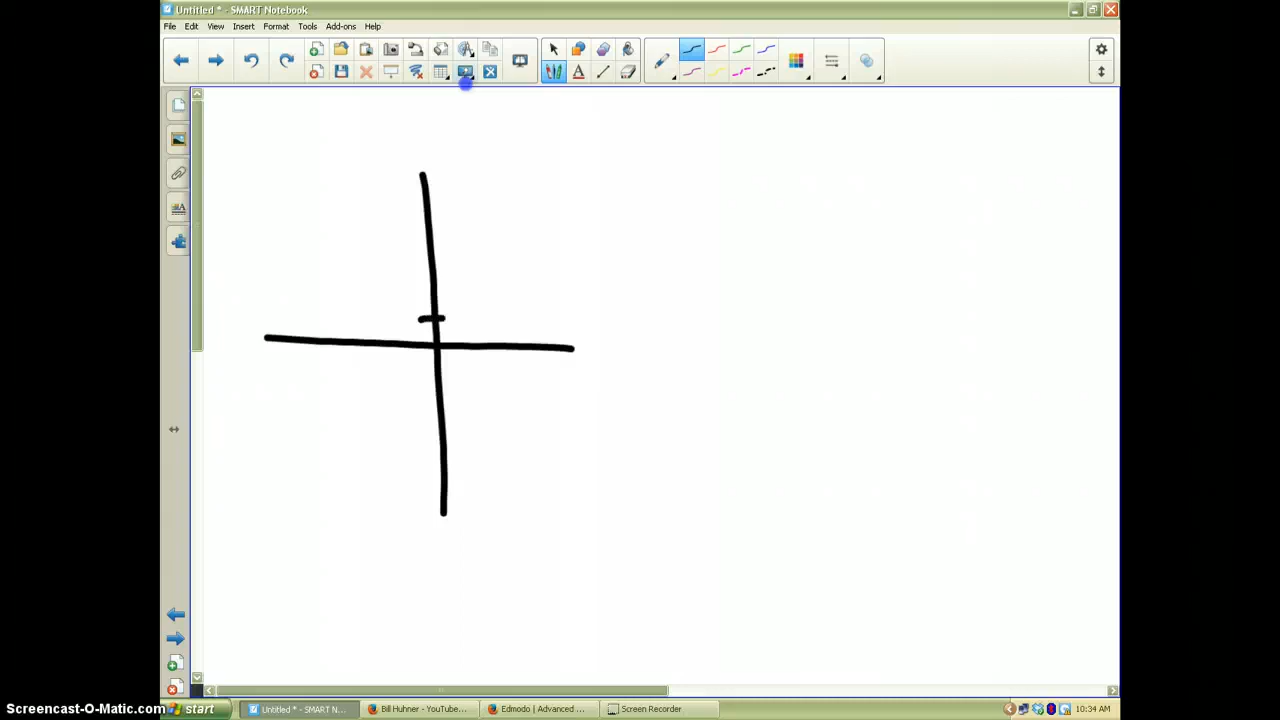 Untitled * - SMART Notebook
File Edit View Insert Format Tools Add-ons Help
Screencast-O-Matic.com
start
Untitled * - SMART N...
Bill Huhner - YouTube...
Edmodo | Advanced ...
Screen Recorder
10:34 AM